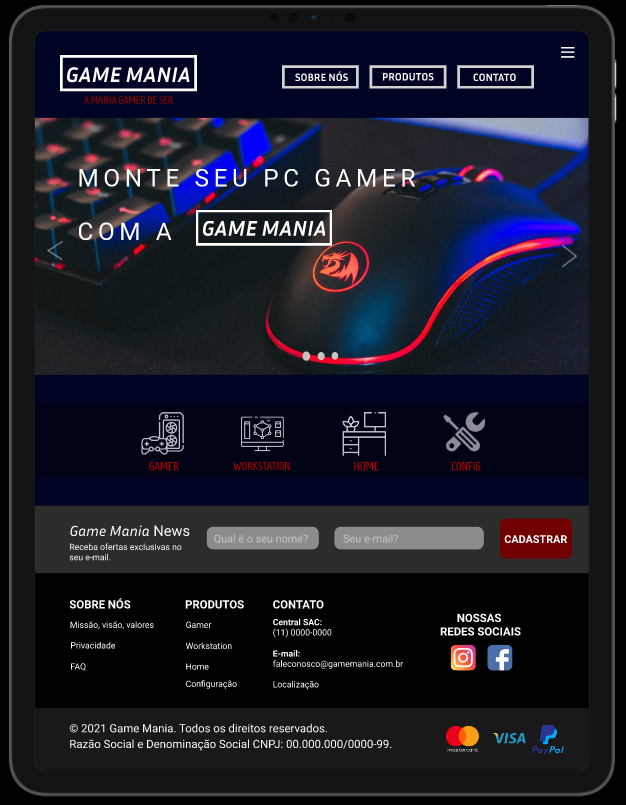 GAME MANIA
A MANIA GAMER DE SER.
SOBRE NÓS
PRODUTOS
CONTATO
MONTE SEU PC GAMER
COM A GAME MANIA
GAMER
WORKSTATION
HOME
CONFIG
Game Mania News
Receba ofertas exclusivas no
seu e-mail.
Qual é o seu nome?
Seu e-mail?
CADASTRAR
SOBRE NÓS
Missão, visão, valores
Privacidade
FAQ
PRODUTOS
Gamer
Workstation
Home
Configuração
CONTATO
Central SAC:
(11) 0000-0000
E-mail:
faleconosco@gamemania.com.br
Localização
NOSSAS
REDES SOCIAIS
© 2021 Game Mania. Todos os direitos reservados.
Razão Social e Denominação Social CNPJ: 00.000.000/0000-99.
mastercard.
VISA
PayPal